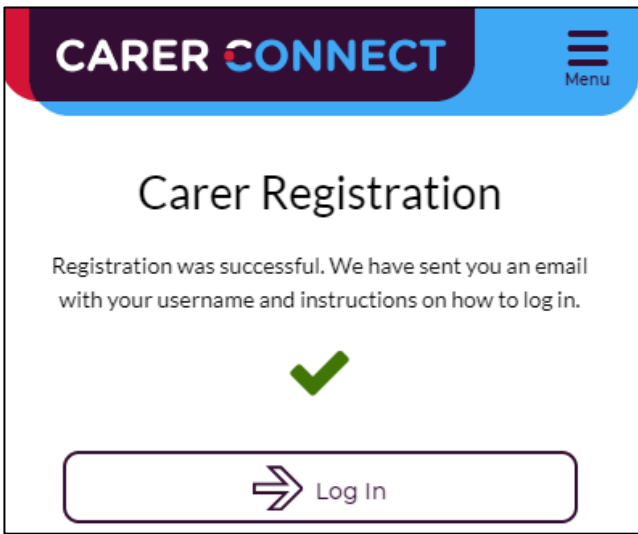 CARER CONNECT
Menu
Carer Registration
Registration was successful. We have sent you an email
with your username and instructions on how to log in.
Log In